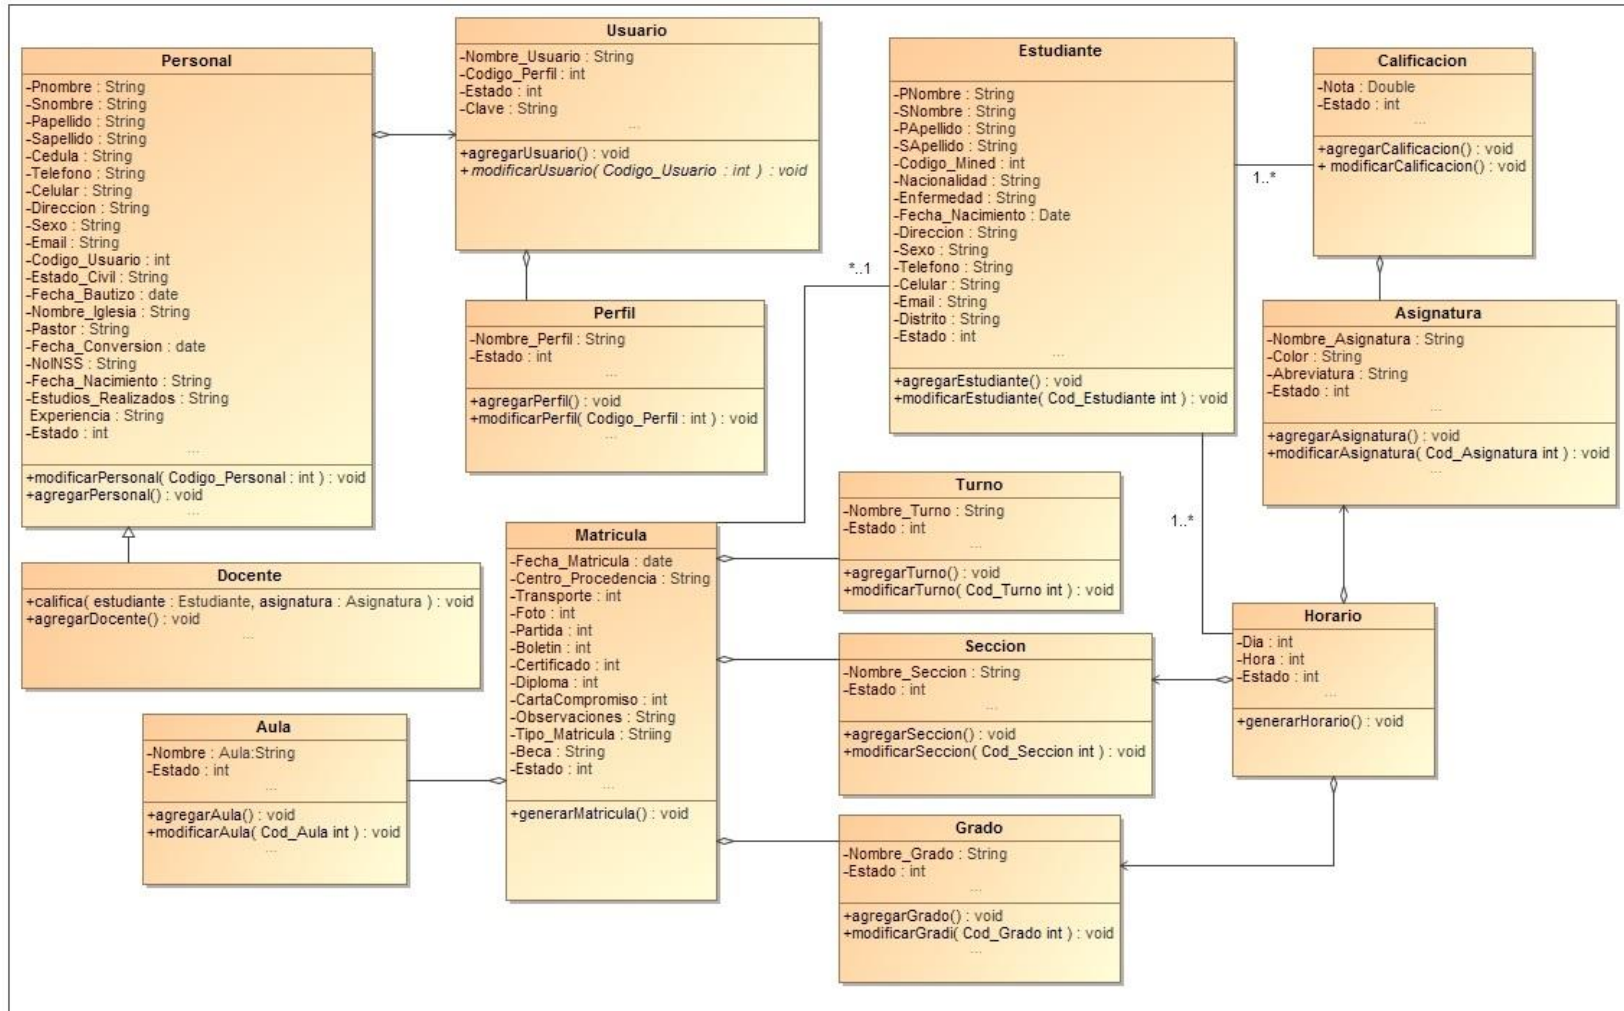 Personal
-Pnombre : String
-Snombre : String
-Papellido : String
-Sapellido : String
-Cedula : String
-Telefono : String
-Celular : String
-Direccion : String
-Sexo : String
-Email : String
-Codigo_Usuario : int
-Estado_Civil : String
-Fecha_Bautizo : date
-Nombre_Iglesia : String
-Pastor : String
-Fecha_Conversion : date
-NoINSS : String
-Fecha_Nacimiento : String
-Estudios_Realizados : String
Experiencia : String
-Estado : int
...
+modificarPersonal( Codigo_Personal : int ) : void
+agregarPersonal() : void
...
Usuario
-Nombre_Usuario : String
-Codigo_Perfil : int
-Estado : int
-Clave : String
...
+agregarUsuario() : void
+ modificarUsuario( Codigo_Usuario : int ) : void
Perfil
-Nombre_Perfil : String
-Estado : int
...
+agregarPerfil() : void
+modificarPerfil( Codigo_Perfil : int ) : void
...
Estudiante
-PNombre : String
-SNombre : String
-PApellido : String
-SApellido : String
-Codigo_Mined : int
-Nacionalidad : String
-Enfermedad : String
-Fecha_Nacimiento : Date
-Direccion : String
-Sexo : String
-Telefono : String
-Celular : String
-Email : String
-Distrito : String
-Estado : int
...
+agregarEstudiante() : void
+modificarEstudiante( Cod_Estudiante int ) : void
1..*
*..1
1..*
Calificacion
-Nota : Double
-Estado : int
...
+agregarCalificacion() : void
+ modificarCalificacion() : void
Asignatura
-Nombre_Asignatura : String
-Color : String
-Abreviatura : String
-Estado : int
...
+agregarAsignatura() : void
+modificarAsignatura( Cod_Asignatura int ) : void
...
Docente
+califica( estudiante : Estudiante, asignatura : Asignatura ) : void
+agregarDocente() : void
...
Matricula
-Fecha_Matricula : date
-Centro_Procedencia : String
-Transporte : int
-Foto : int
-Partida : int
-Boletin : int
-Certificado : int
-Diploma : int
-CartaCompromiso : int
-Observaciones : String
-Tipo_Matricula : Striing
-Beca : String
-Estado : int
...
+generarMatricula() : void
Turno
-Nombre_Turno : String
-Estado : int
...
+agregarTurno() : void
+modificarTurno( Cod_Turno int ) : void
Seccion
-Nombre_Seccion : String
-Estado : int
...
+agregarSeccion() : void
+modificarSeccion( Cod_Seccion int ) : void
Horario
-Dia : int
-Hora : int
-Estado : int
...
+generarHorario() : void
Aula
-Nombre : Aula:String
-Estado : int
...
+agregarAula() : void
+modificarAula( Cod_Aula int ) : void
...
Grado
-Nombre_Grado : String
-Estado : int
...
+agregarGrado() : void
+modificarGradi( Cod_Grado int ) : void
...